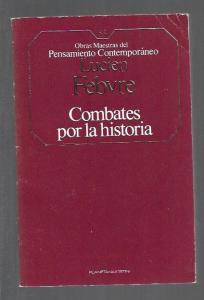 Obras Maestras del
Pensamiento Contemporáneo
Lucien
Febvre
Combates
por la historia